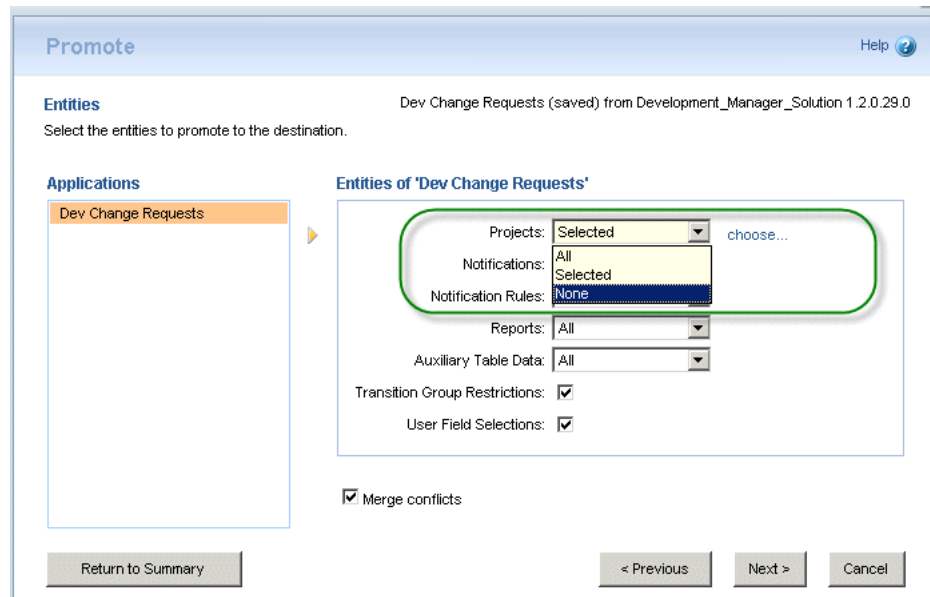 Promote
Help
Entities
Dev Change Requests (saved) from Development_Manager_Solution 1.2.0.29.0
Select the entities to promote to the destination.
Applications
Dev Change Requests
Entities of 'Dev Change Requests'
Projects: Selected choose...
All
Notifications:
Selected
Notification Rules: None
Reports: All
Auxiliary Table Data: All
Transition Group Restrictions:
User Field Selections:
Merge conflicts
Return to Summary
< Previous
Next >
Cancel